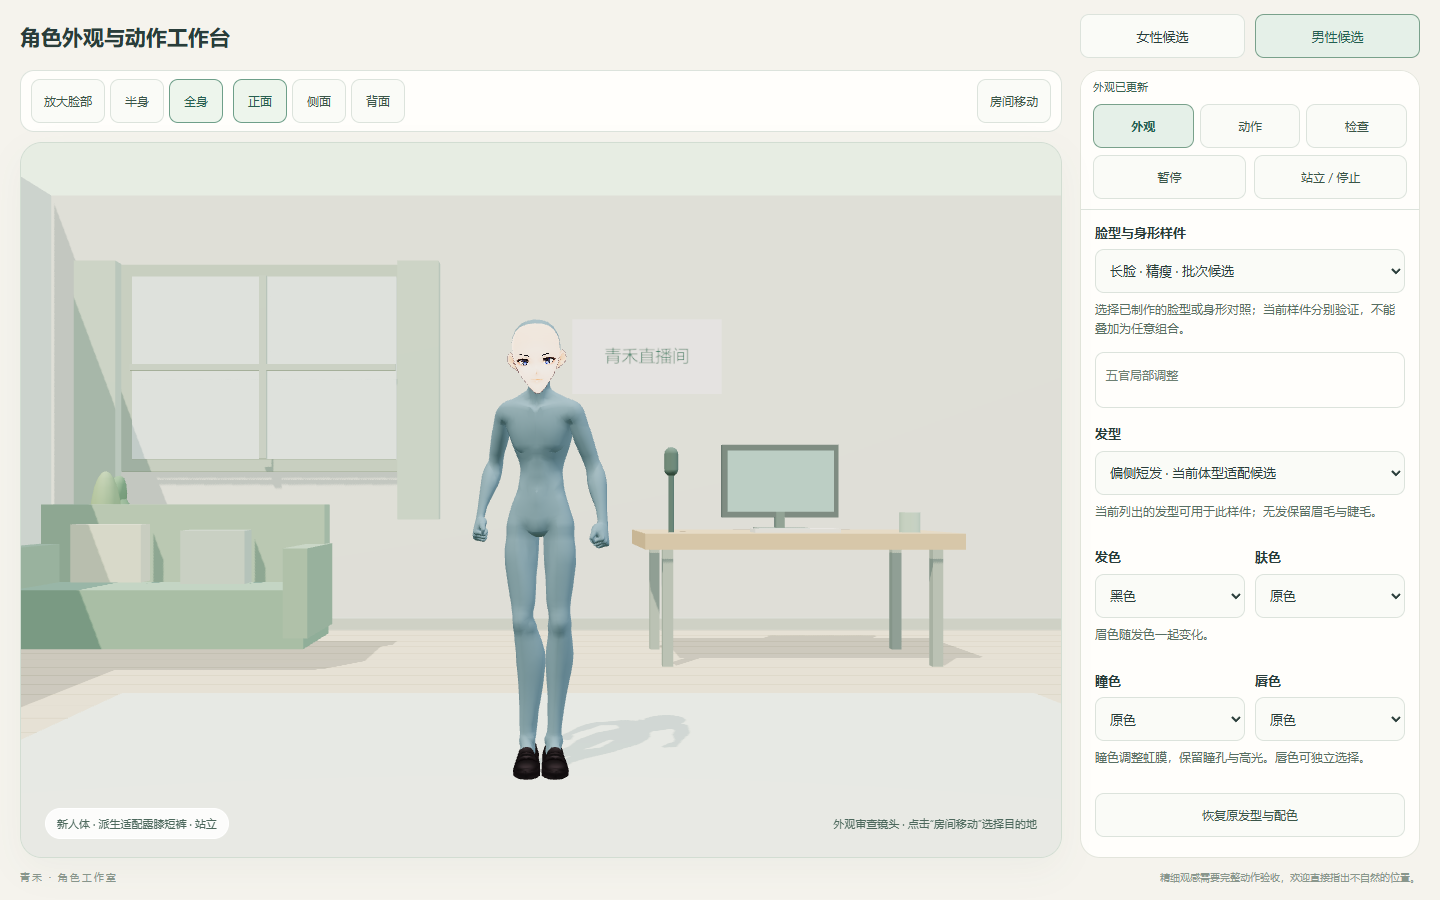 角色外观与动作工作台
女性候选
男性候选
放大脸部
半身
全身
正面
侧面
背面
房间移动
外观已更新
外观
动作
检查
暂停
站立 / 停止
脸型与身形样件
长脸 · 精瘦 · 批次候选
选择已制作的脸型或身形对照；当前样件分别验证，不能
叠加为任意组合。
五官局部调整
发型
偏侧短发 · 当前体型适配候选
当前列出的发型可用于此样件；无发保留眉毛与睫毛。
发色
肤色
黑色
原色
眉色随发色一起变化。
瞳色
唇色
原色
原色
瞳色调整虹膜，保留瞳孔与高光。唇色可独立选择。
恢复原发型与配色
青禾直播间
新人体 · 派生适配露膝短裤 · 站立
外观审查镜头 · 点击“房间移动”选择目的地
青禾 · 角色工作室
精细观感需要完整动作验收，欢迎直接指出不自然的位置。